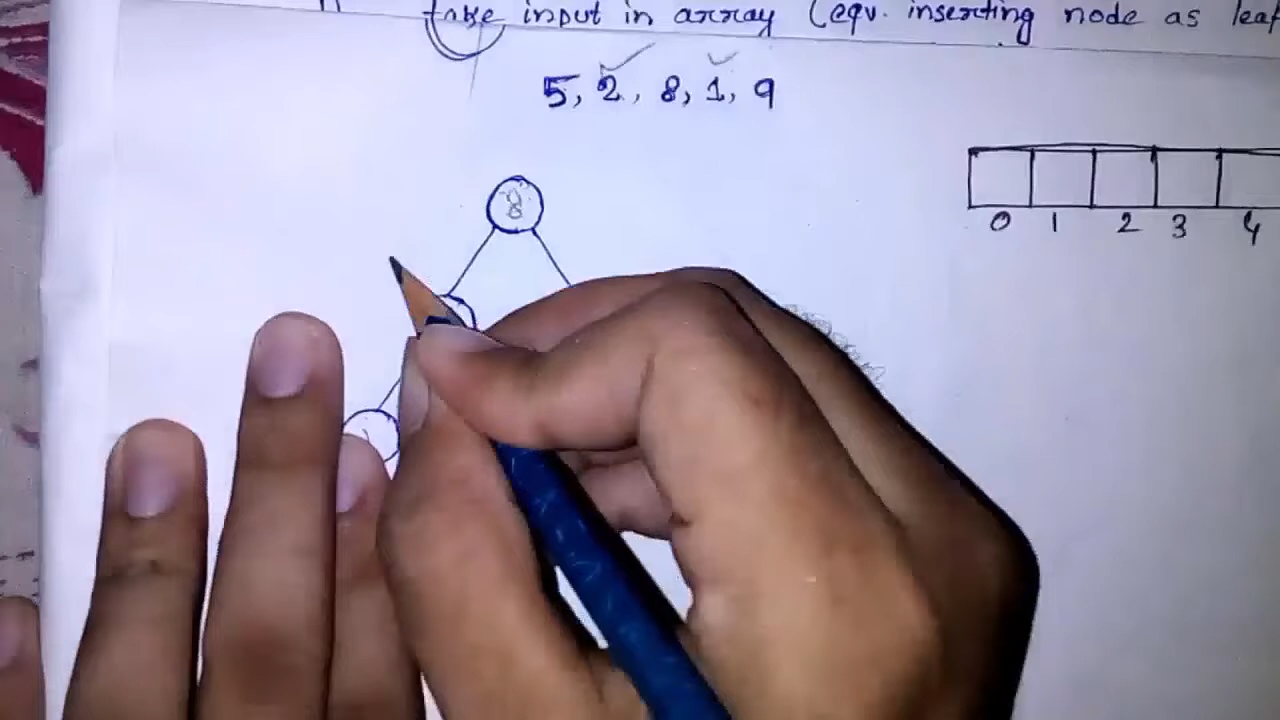 take input in array (eqv. inserting node as leaf
5, 2, 8, 1, 9
8
0 1 2 3 4
1